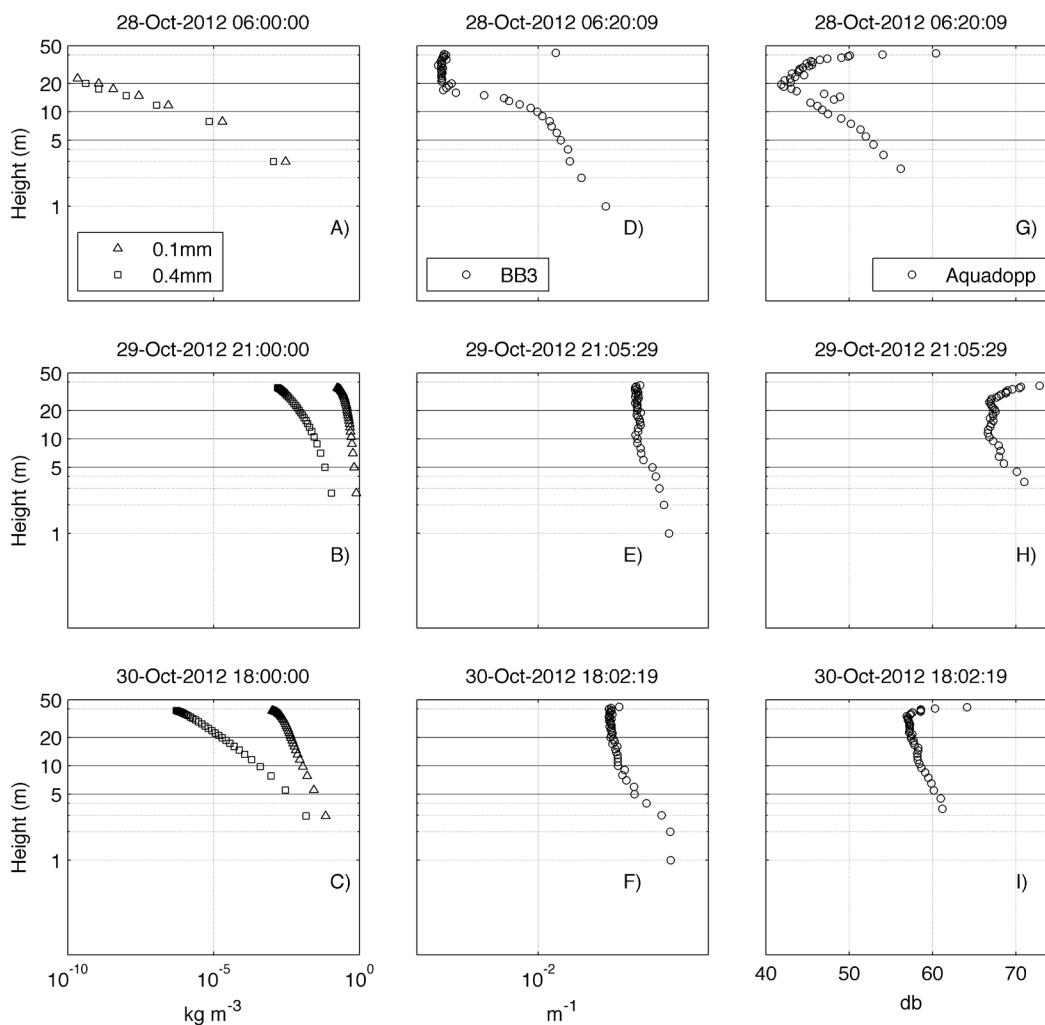 28-Oct-2012 06:00:00
28-Oct-2012 06:20:09
28-Oct-2012 06:20:09
Height (m)
50
20
10
5
1
A)
0.1mm
0.4mm
D)
BB3
G)
Aquadopp
29-Oct-2012 21:00:00
29-Oct-2012 21:05:29
29-Oct-2012 21:05:29
Height (m)
50
20
10
5
1
B)
E)
H)
30-Oct-2012 18:00:00
30-Oct-2012 18:02:19
30-Oct-2012 18:02:19
Height (m)
50
20
10
5
1
C)
F)
I)
10⁻¹⁰ 10⁻⁵ 10⁰
10⁻²
40 50 60 70
kg m⁻³
m⁻¹
db